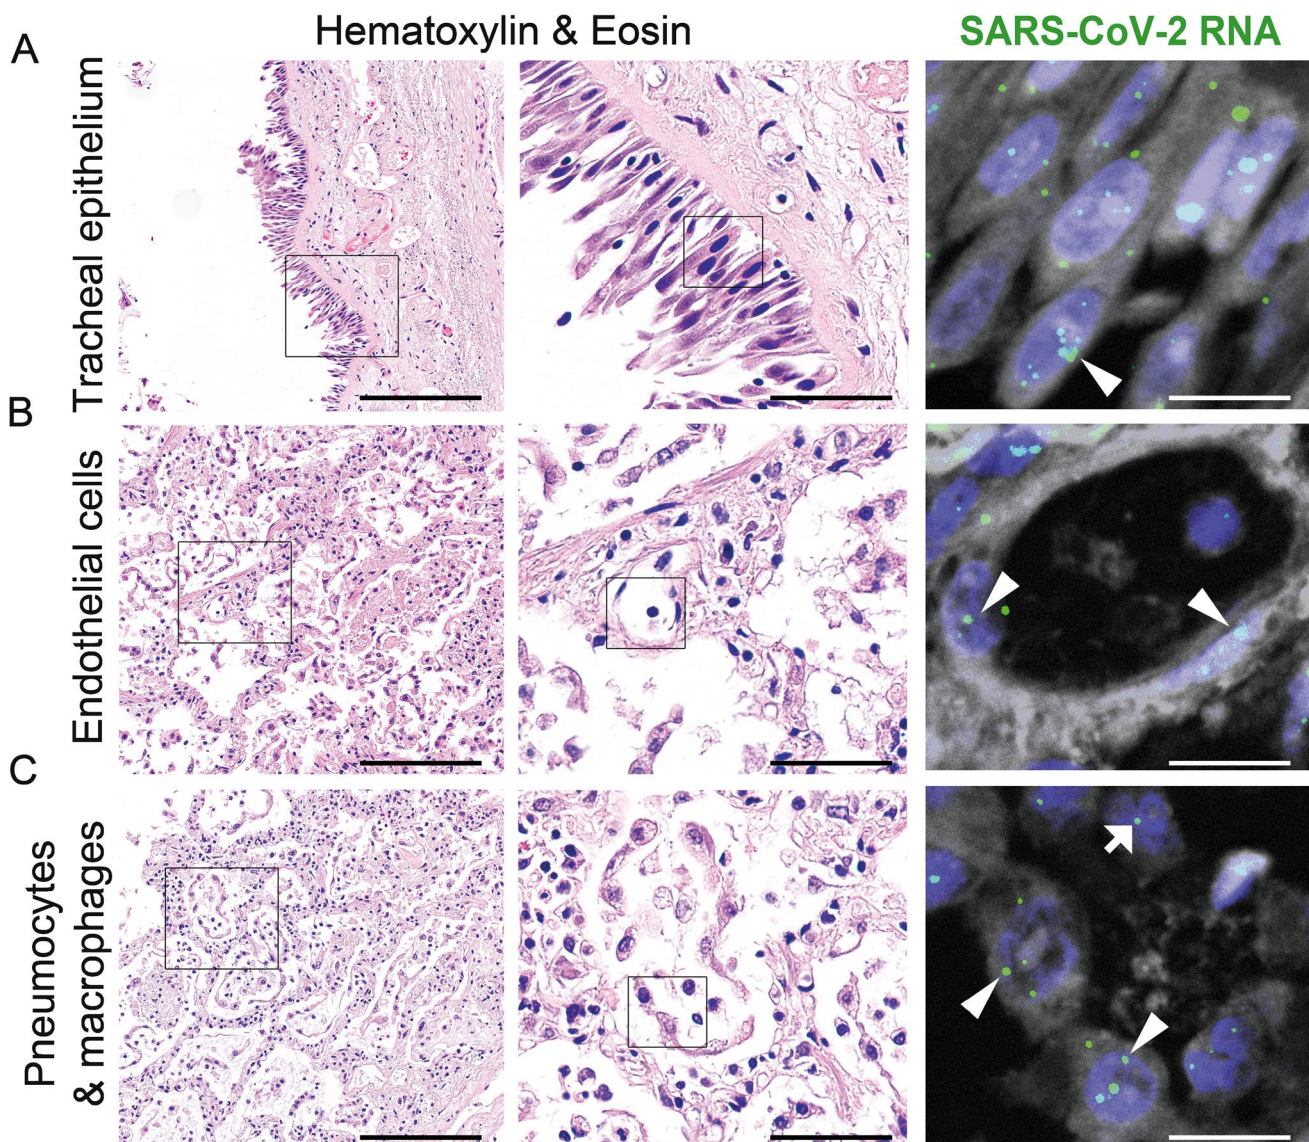 Hematoxylin & Eosin
SARS-CoV-2 RNA
A
Tracheal epithelium
B
Endothelial cells
C
Pneumocytes
& macrophages